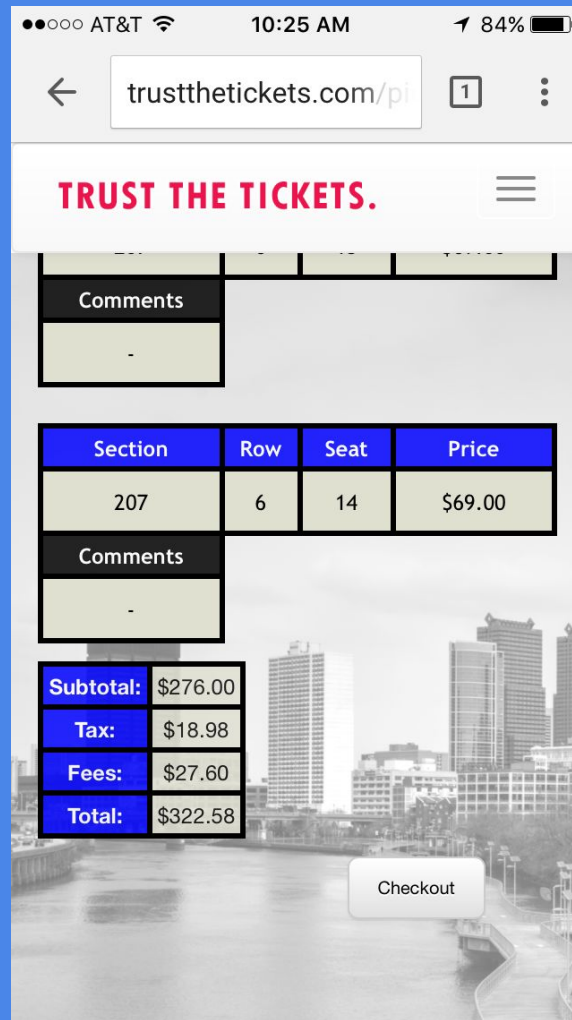 AT&T 10:25 AM 84%
trustthetickets.com/pi 1
TRUST THE TICKETS.
Comments
-
Section Row Seat Price
207 6 14 $69.00
Comments
-
Subtotal: $276.00
Tax: $18.98
Fees: $27.60
Total: $322.58
Checkout